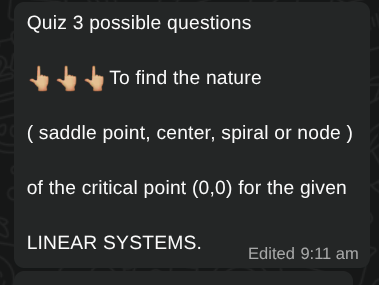 Quiz 3 possible questions
👆🏼👆🏼👆🏼To find the nature
( saddle point, center, spiral or node )
of the critical point (0,0) for the given
LINEAR SYSTEMS.
Edited 9:11 am